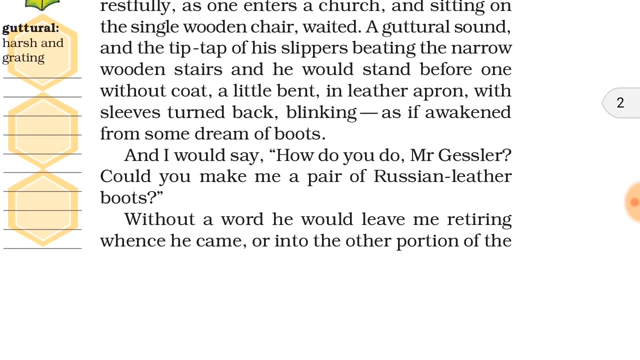 restfully, as one enters a church, and sitting on
the single wooden chair, waited. A guttural sound,
and the tip-tap of his slippers beating the narrow
wooden stairs and he would stand before one
without coat, a little bent, in leather apron, with
sleeves turned back, blinking — as if awakened
from some dream of boots.
And I would say, “How do you do, Mr Gessler?
Could you make me a pair of Russian-leather
boots?”
Without a word he would leave me retiring
whence he came, or into the other portion of the
guttural:
harsh and
grating
2